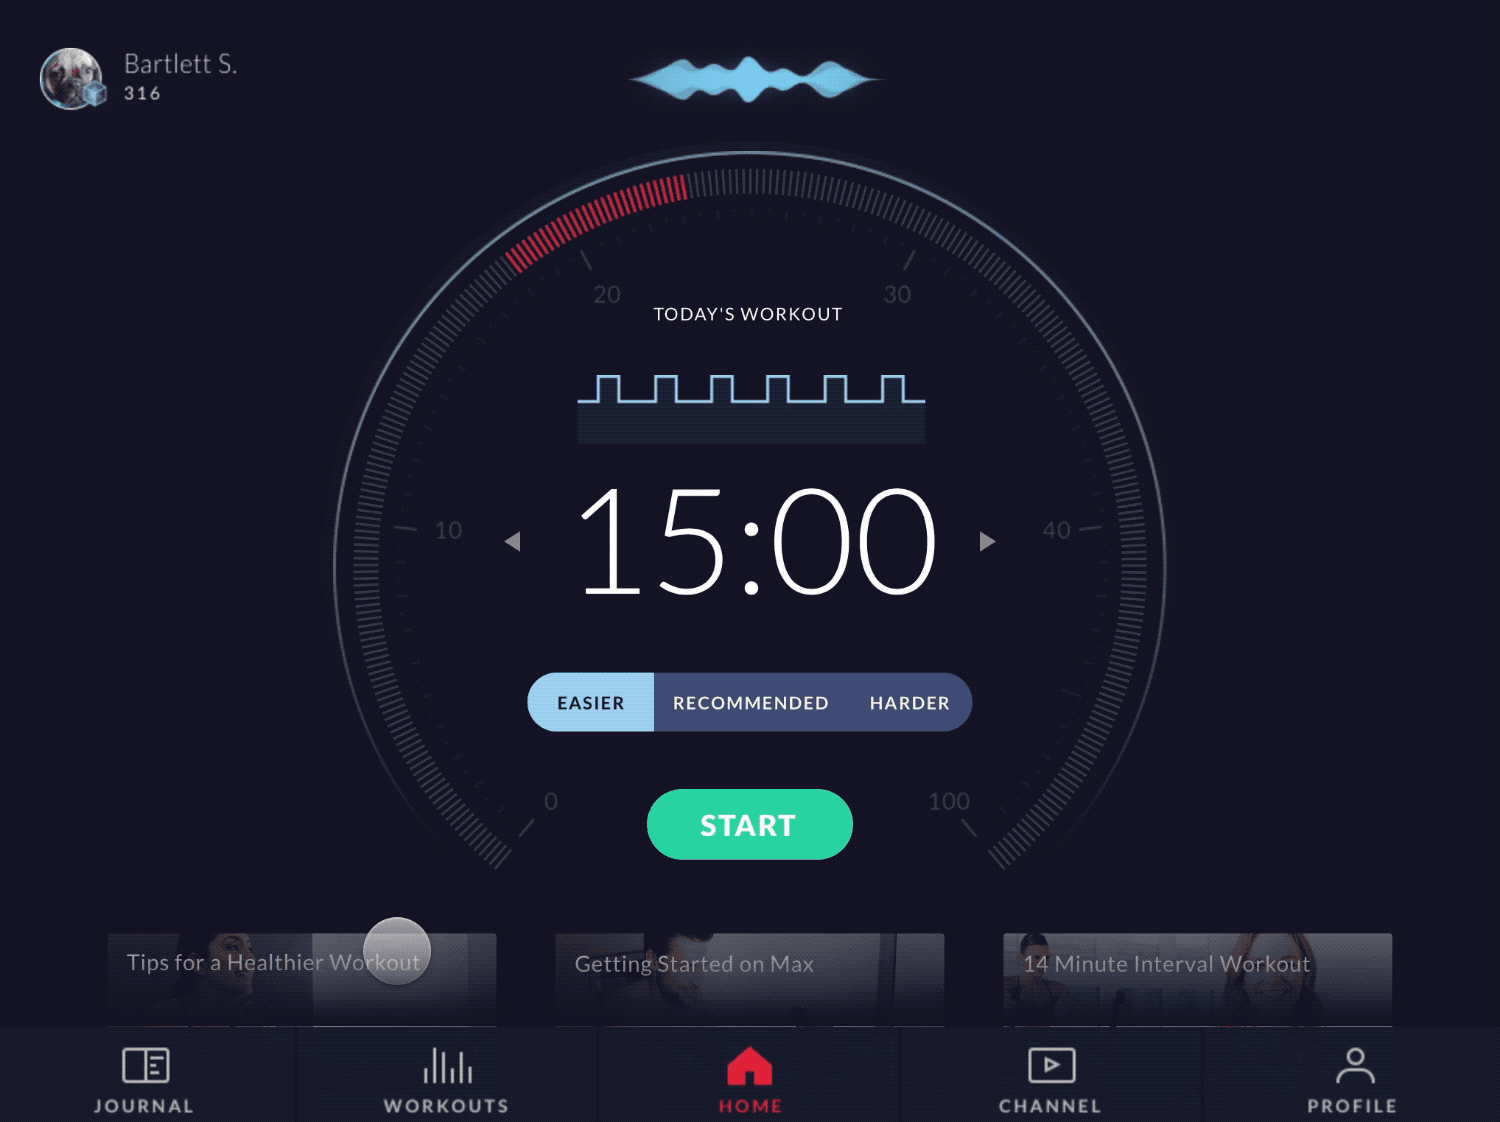 Bartlett S.
316
20
30
TODAY'S WORKOUT
10
15:00
40
EASIER
RECOMMENDED
HARDER
0
100
START
Tips for a Healthier Workout
Getting Started on Max
14 Minute Interval Workout
JOURNAL
WORKOUTS
HOME
CHANNEL
PROFILE